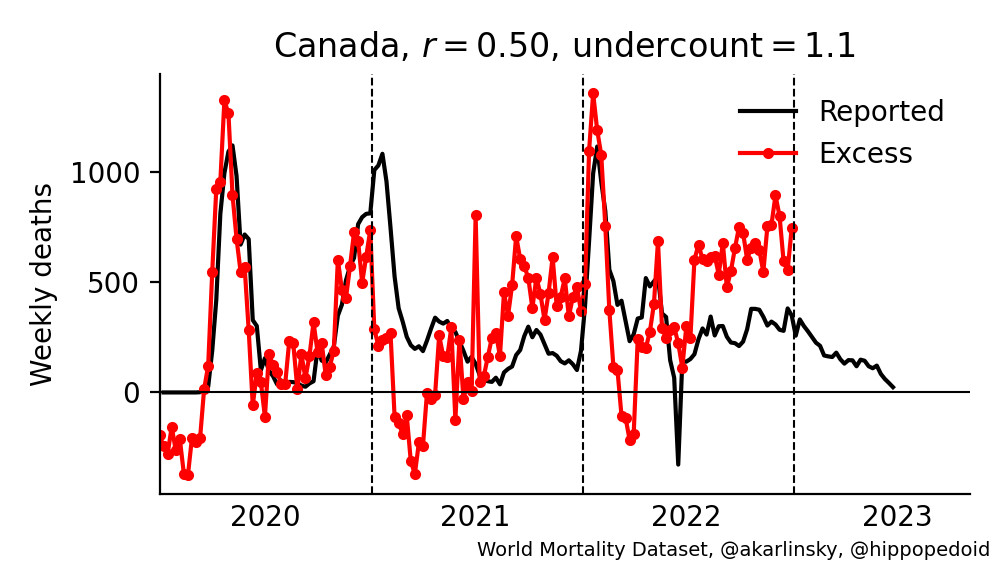 Canada, r = 0.50, undercount = 1.1
Reported
Excess
Weekly deaths
1000
500
0
2020 2021 2022 2023
World Mortality Dataset, @akarlinsky, @hippopedoid